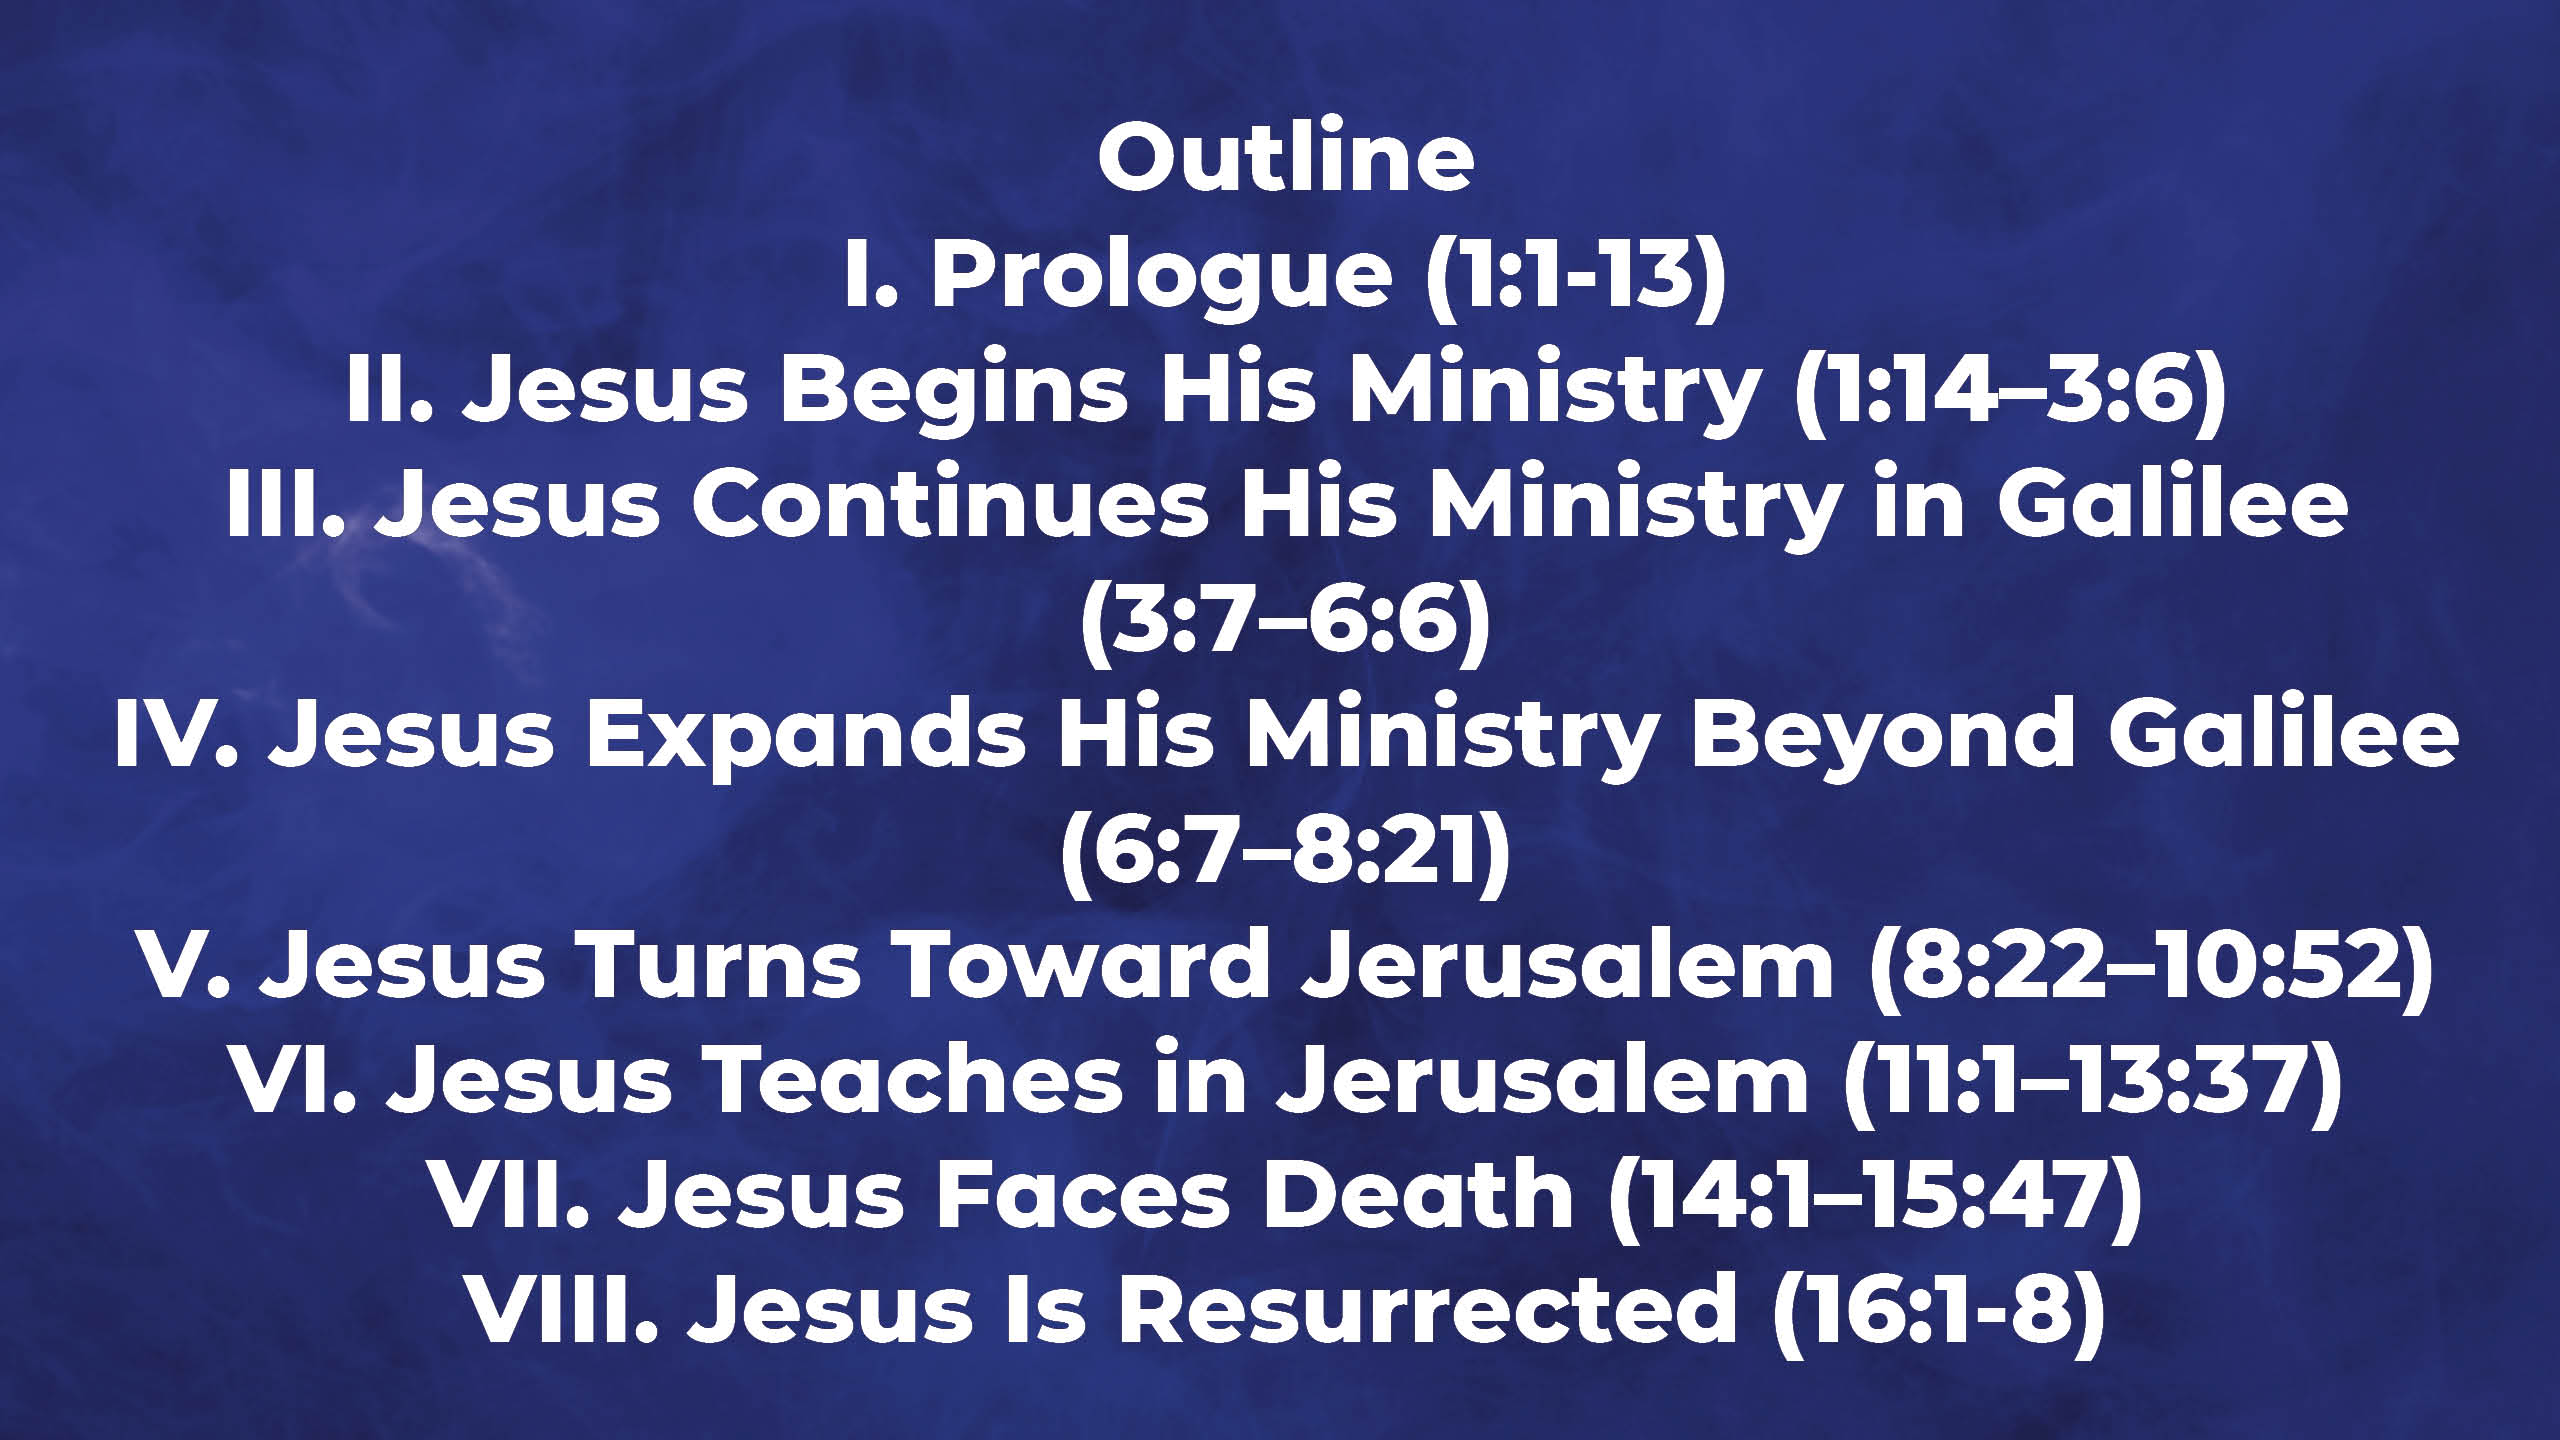 Outline
I. Prologue (1:1-13)
II. Jesus Begins His Ministry (1:14–3:6)
III. Jesus Continues His Ministry in Galilee
(3:7–6:6)
IV. Jesus Expands His Ministry Beyond Galilee
(6:7–8:21)
V. Jesus Turns Toward Jerusalem (8:22–10:52)
VI. Jesus Teaches in Jerusalem (11:1–13:37)
VII. Jesus Faces Death (14:1–15:47)
VIII. Jesus Is Resurrected (16:1-8)